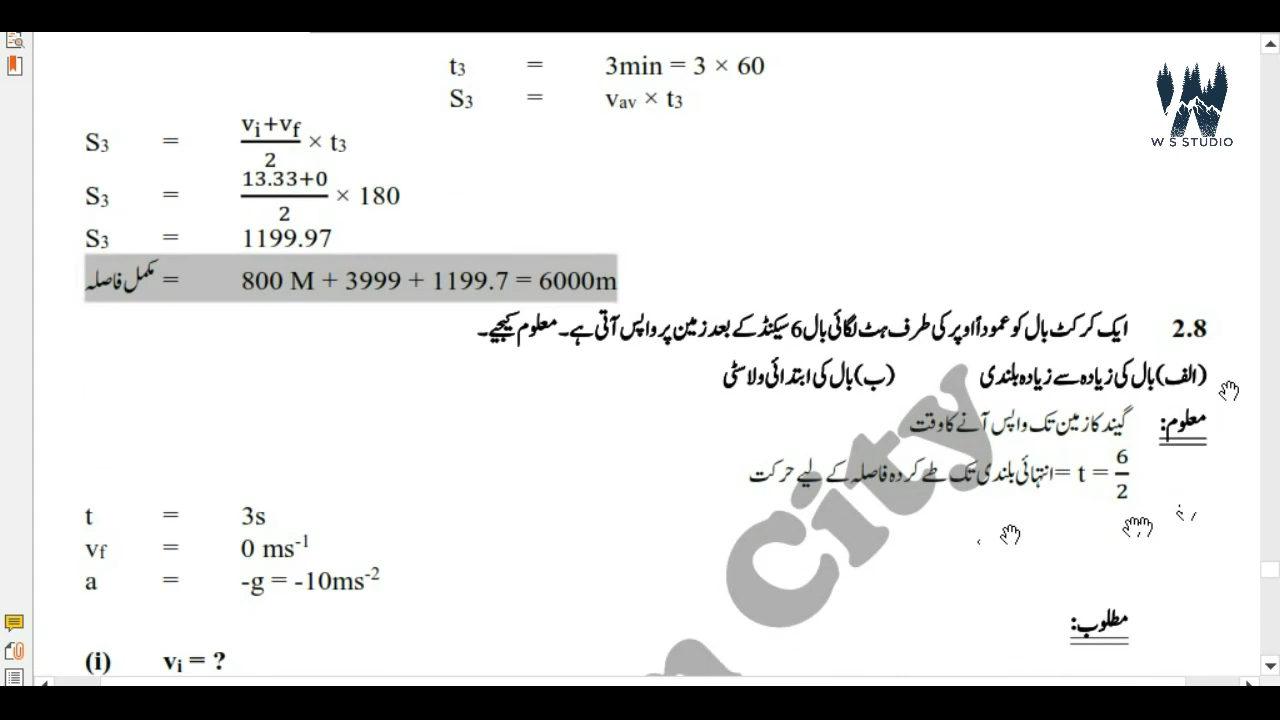 t₃ = 3min = 3 × 60
S₃ = vₐᵥ × t₃
S₃ = (vᵢ+v_f)/2 × t₃
S₃ = (13.33+0)/2 × 180
S₃ = 1199.97
مکمل فاصلہ = 800 M + 3999 + 1199.7 = 6000m
2.8 ایک کرکٹ بال کو عموداً اوپر کی طرف ہٹ لگائی بال 6 سیکنڈ کے بعد زمین پر واپس آتی ہے۔ معلوم کیجیے۔
(الف) بال کی زیادہ سے زیادہ بلندی (ب) بال کی ابتدائی ولاسٹی
معلوم: گیند کا زمین تک واپس آنے کا وقت
انتہائی بلندی تک طے کردہ فاصلہ کے لیے حرکت = t = 6/2
t = 3s
v_f = 0 ms⁻¹
a = -g = -10ms⁻²
مطلوب:
(i) vᵢ = ?
W S STUDIO
City